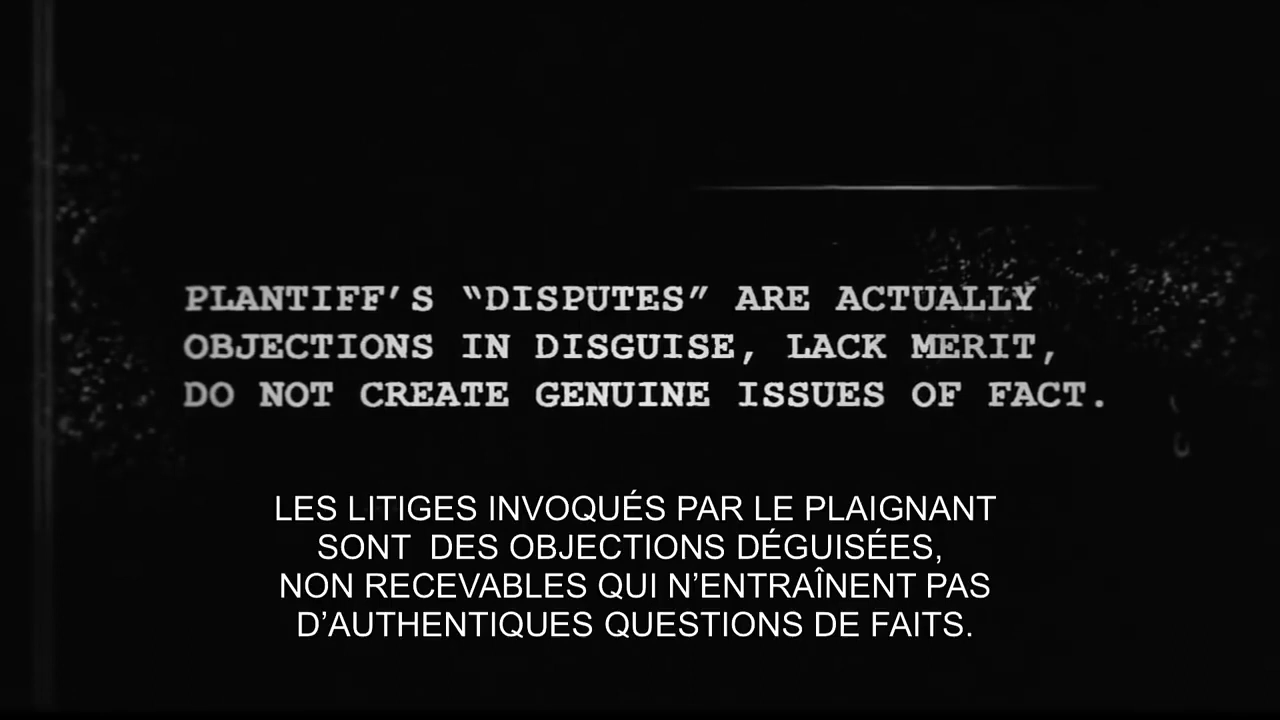 PLANTIFF'S “DISPUTES” ARE ACTUALLY
OBJECTIONS IN DISGUISE, LACK MERIT,
DO NOT CREATE GENUINE ISSUES OF FACT.
LES LITIGES INVOQUÉS PAR LE PLAIGNANT
SONT  DES OBJECTIONS DÉGUISÉES,
NON RECEVABLES QUI N’ENTRAÎNENT PAS
D’AUTHENTIQUES QUESTIONS DE FAITS.